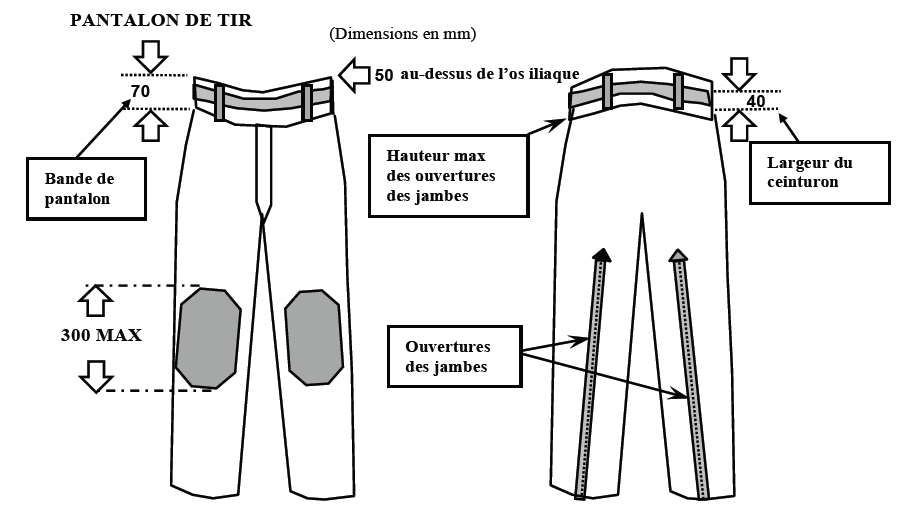 PANTALON DE TIR
(Dimensions en mm)
70
50 au-dessus de l’os iliaque
40
Bande de
pantalon
Hauteur max
des ouvertures
des jambes
Largeur du
ceinturon
300 MAX
Ouvertures
des jambes